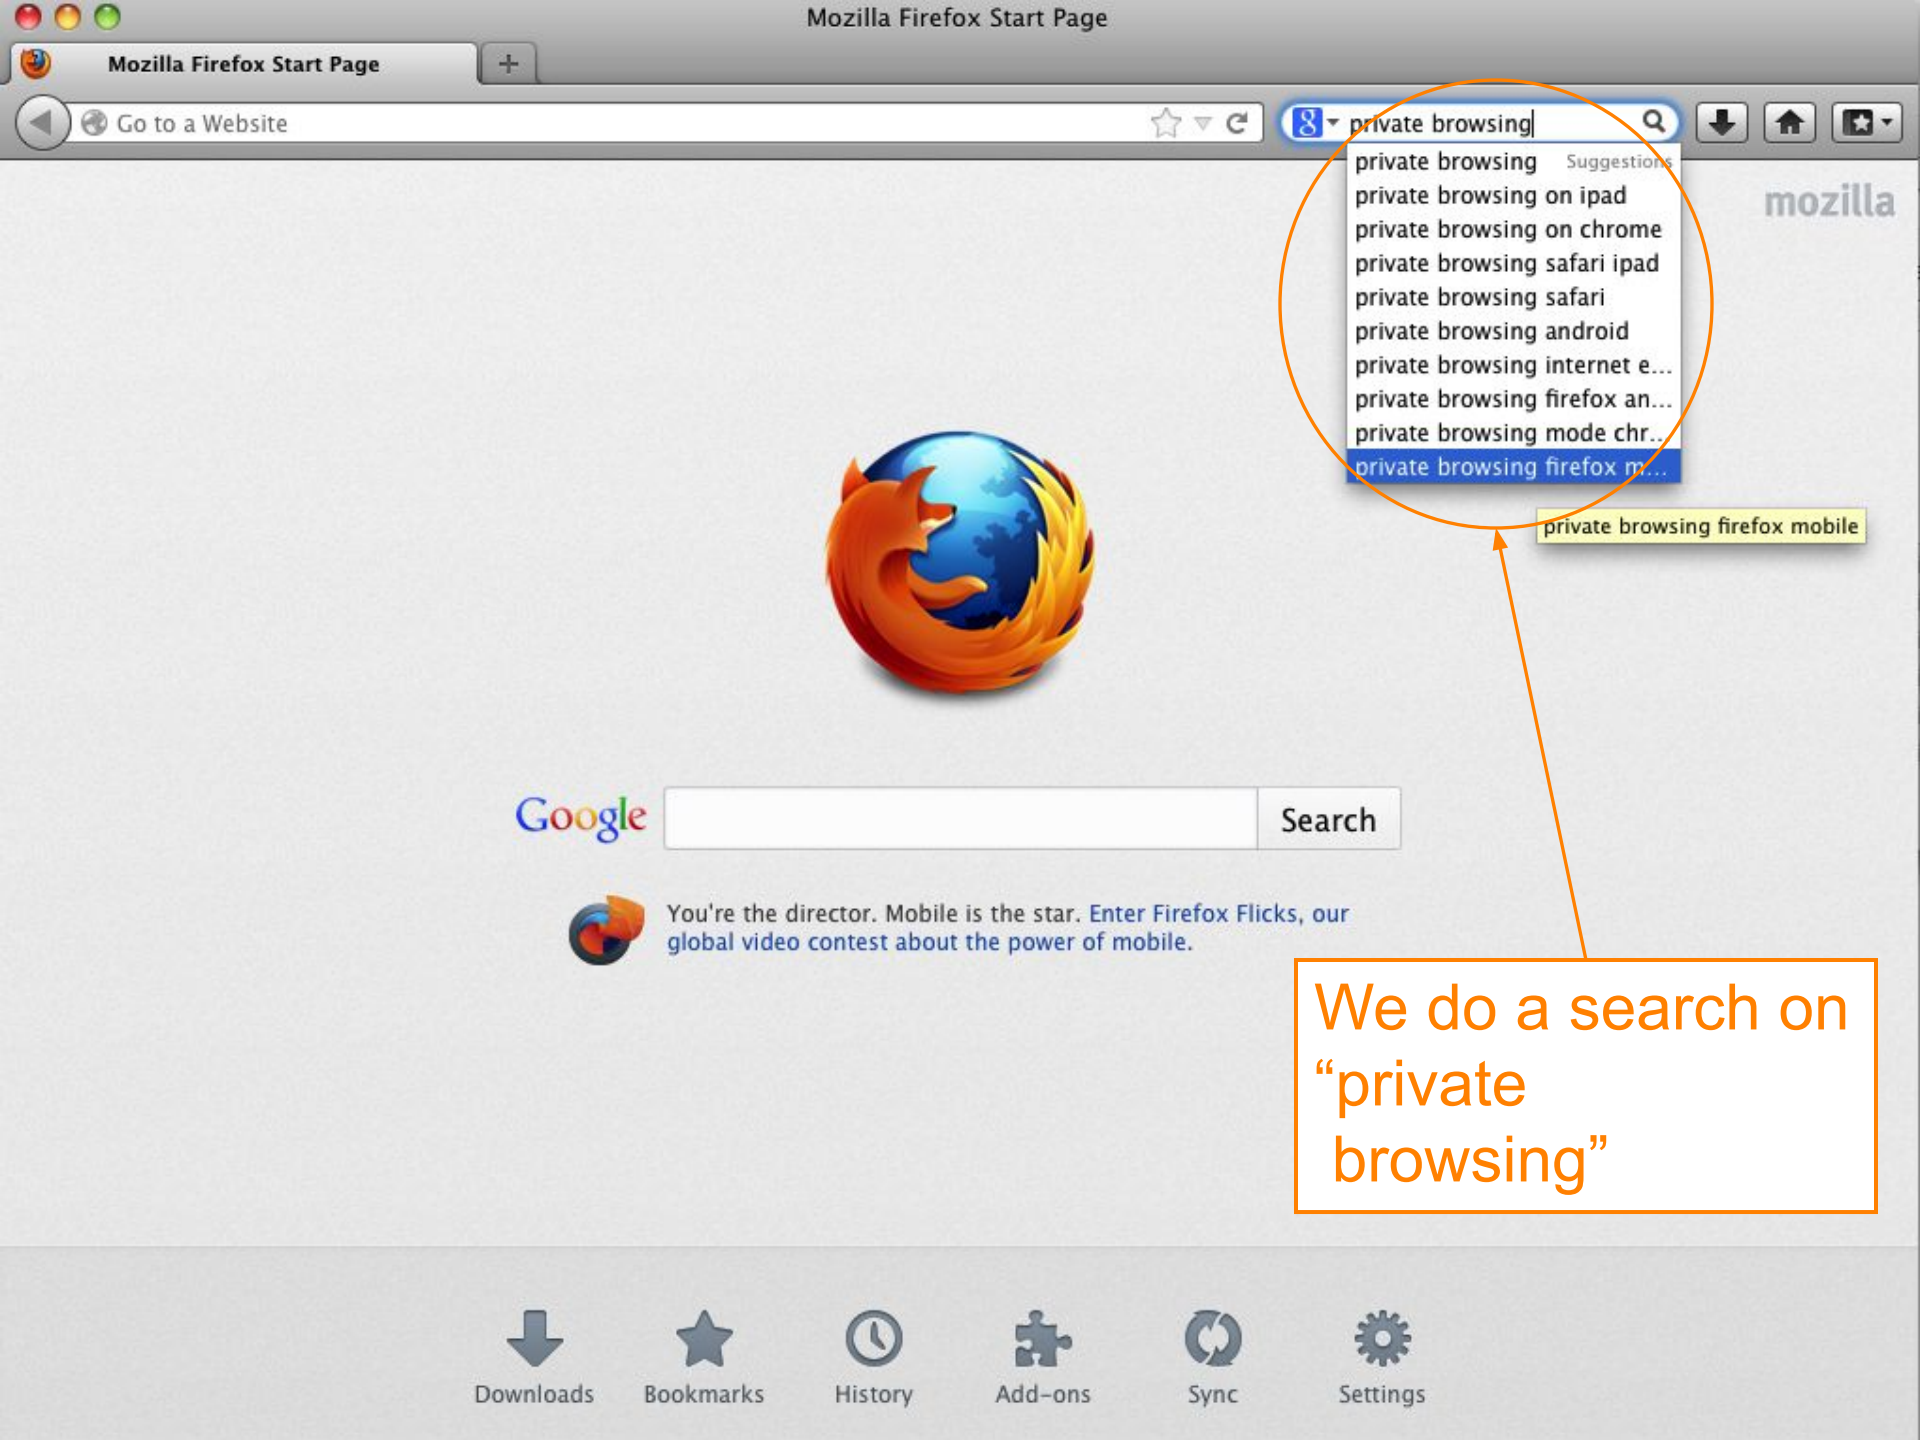 Mozilla Firefox Start Page
Mozilla Firefox Start Page
Go to a Website
8 private browsing
private browsing Suggestions
private browsing on ipad
private browsing on chrome
private browsing safari ipad
private browsing safari
private browsing android
private browsing internet e...
private browsing firefox an...
private browsing mode chr...
private browsing firefox m...
mozilla
private browsing firefox mobile
Google
Search
You're the director. Mobile is the star. Enter Firefox Flicks, our
global video contest about the power of mobile.
We do a search on
“private
browsing”
Downloads
Bookmarks
History
Add-ons
Sync
Settings